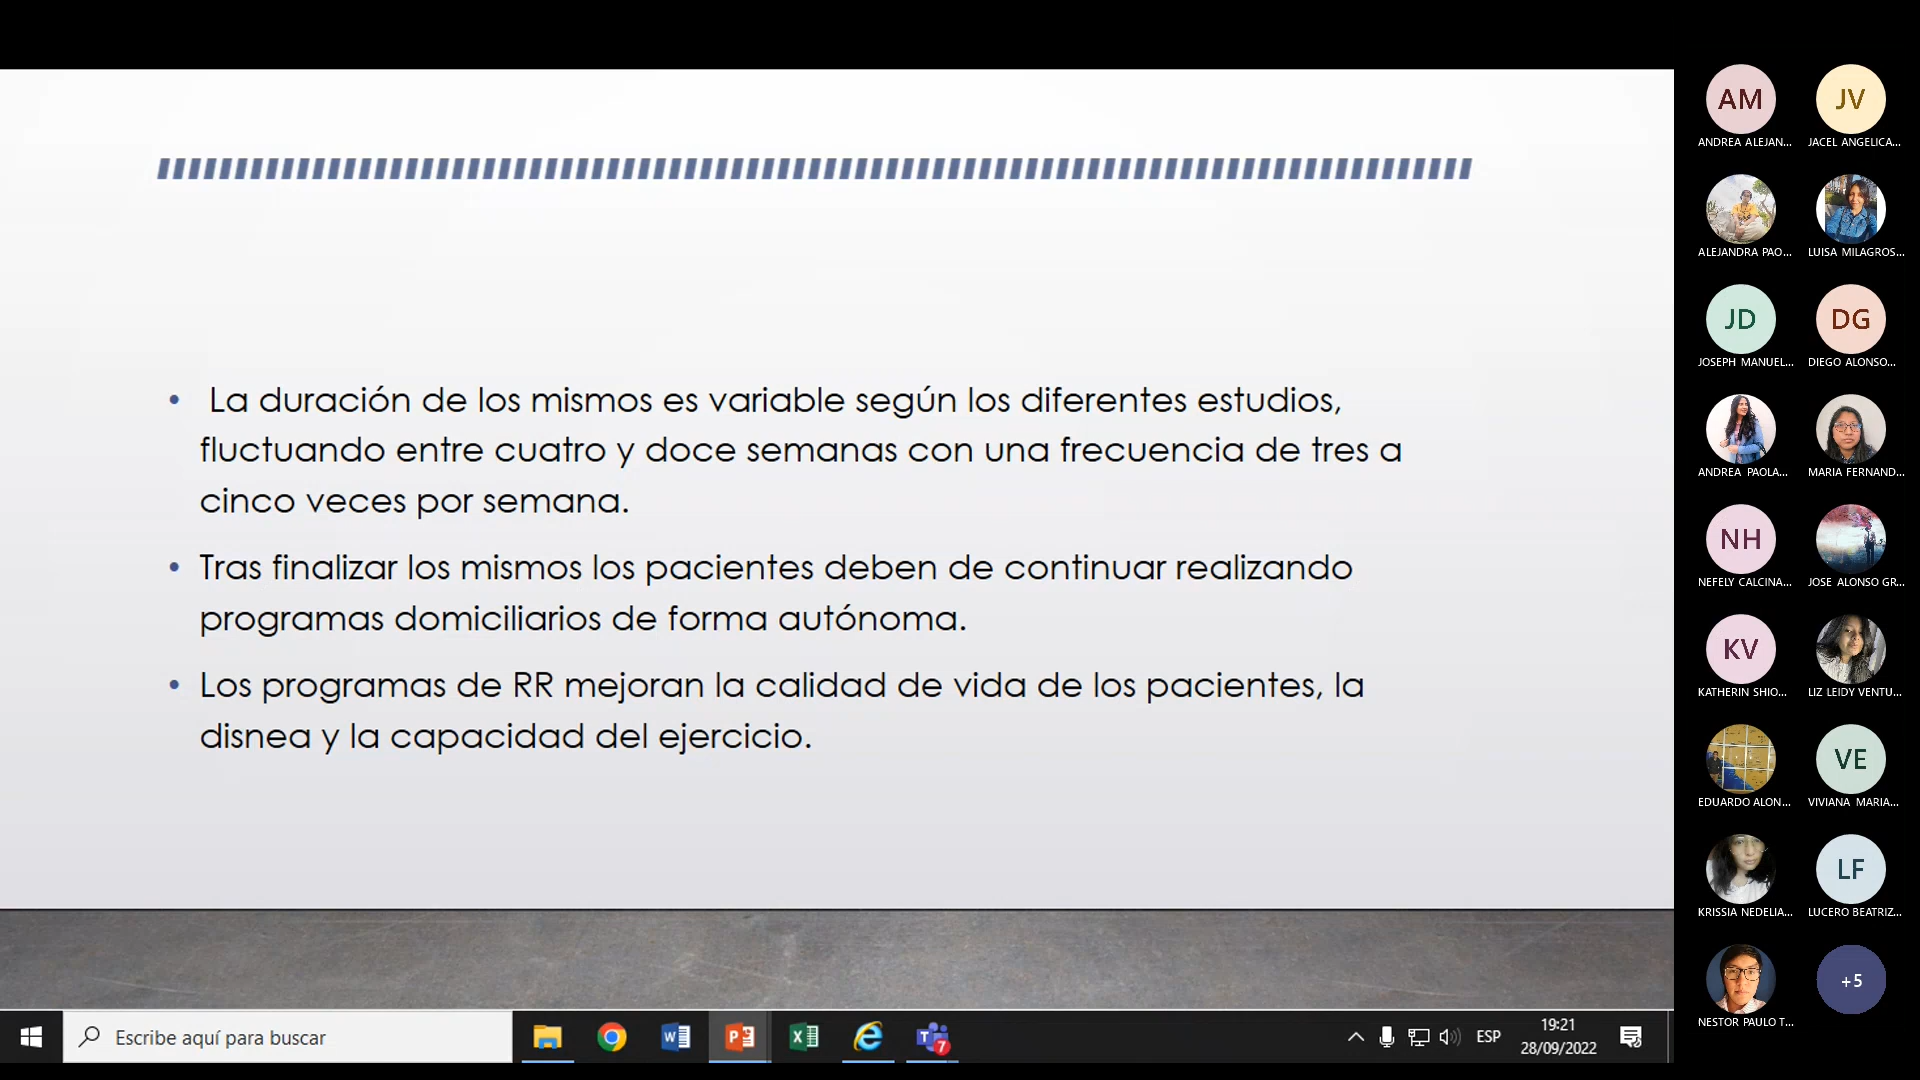 • La duración de los mismos es variable según los diferentes estudios,
fluctuando entre cuatro y doce semanas con una frecuencia de tres a
cinco veces por semana.
• Tras finalizar los mismos los pacientes deben de continuar realizando
programas domiciliarios de forma autónoma.
• Los programas de RR mejoran la calidad de vida de los pacientes, la
disnea y la capacidad del ejercicio.
AM
ANDREA ALEJAN...
JV
JACEL ANGELICA...
ALEJANDRA PAO...
LUISA MILAGROS...
JD
JOSEPH MANUEL...
DG
DIEGO ALONSO...
ANDREA PAOLA...
MARIA FERNAND...
NH
NEFELY CALCINA...
JOSE ALONSO GR...
KV
KATHERIN SHIO...
LIZ LEIDY VENTU...
EDUARDO ALON...
VE
VIVIANA MARIA...
KRISSIA NEDELIA...
LF
LUCERO BEATRIZ...
NESTOR PAULO T...
+5
Escribe aquí para buscar
7
ESP
19:21
28/09/2022